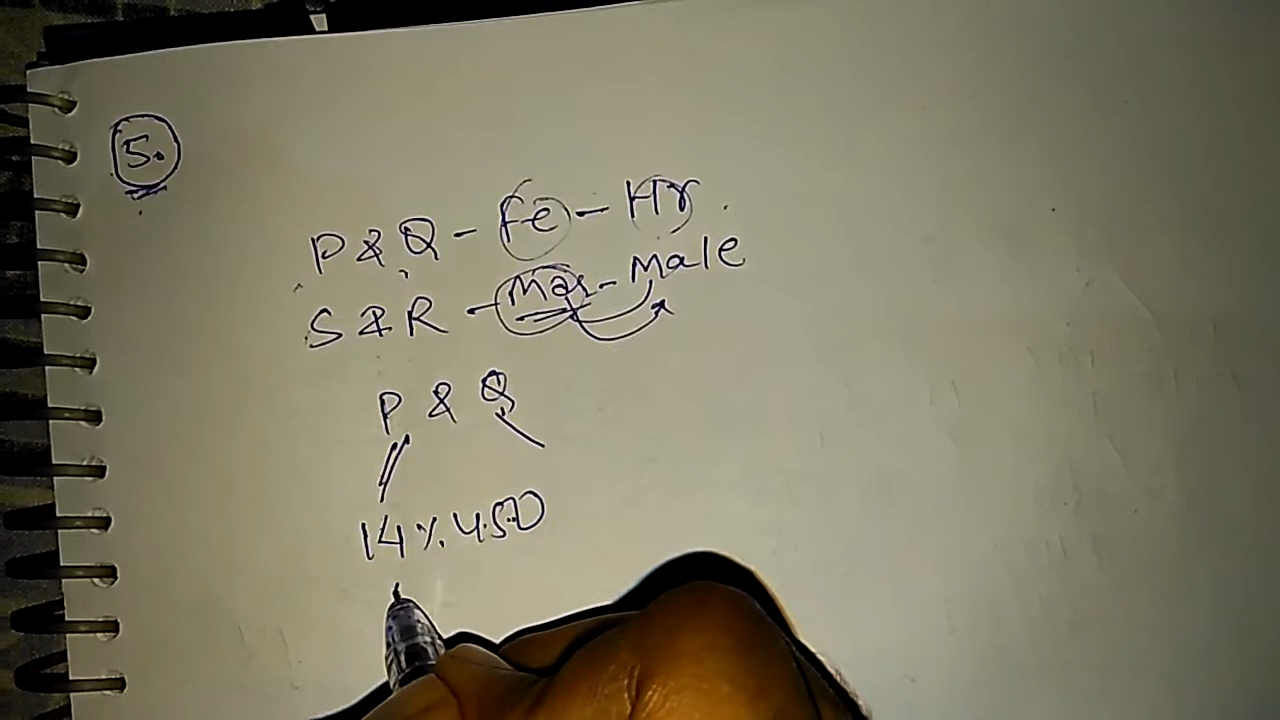 5.
P & Q - Fe - Hr.
S & R - Mar - Male
P & Q
14%.450